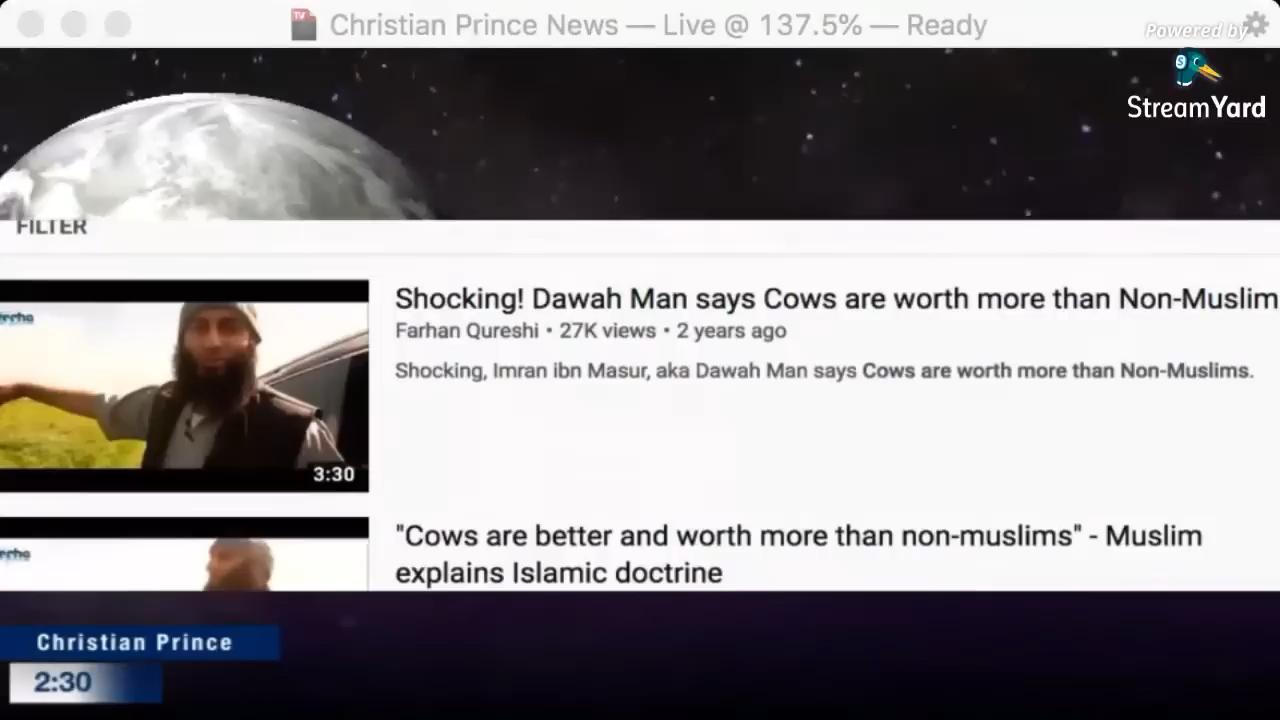 Christian Prince News — Live @ 137.5% — Ready
Powered by
StreamYard
FILTER
Shocking! Dawah Man says Cows are worth more than Non-Muslim
Farhan Qureshi • 27K views • 2 years ago
Shocking, Imran ibn Masur, aka Dawah Man says Cows are worth more than Non-Muslims.
3:30
"Cows are better and worth more than non-muslims" - Muslim
explains Islamic doctrine
Christian Prince
2:30